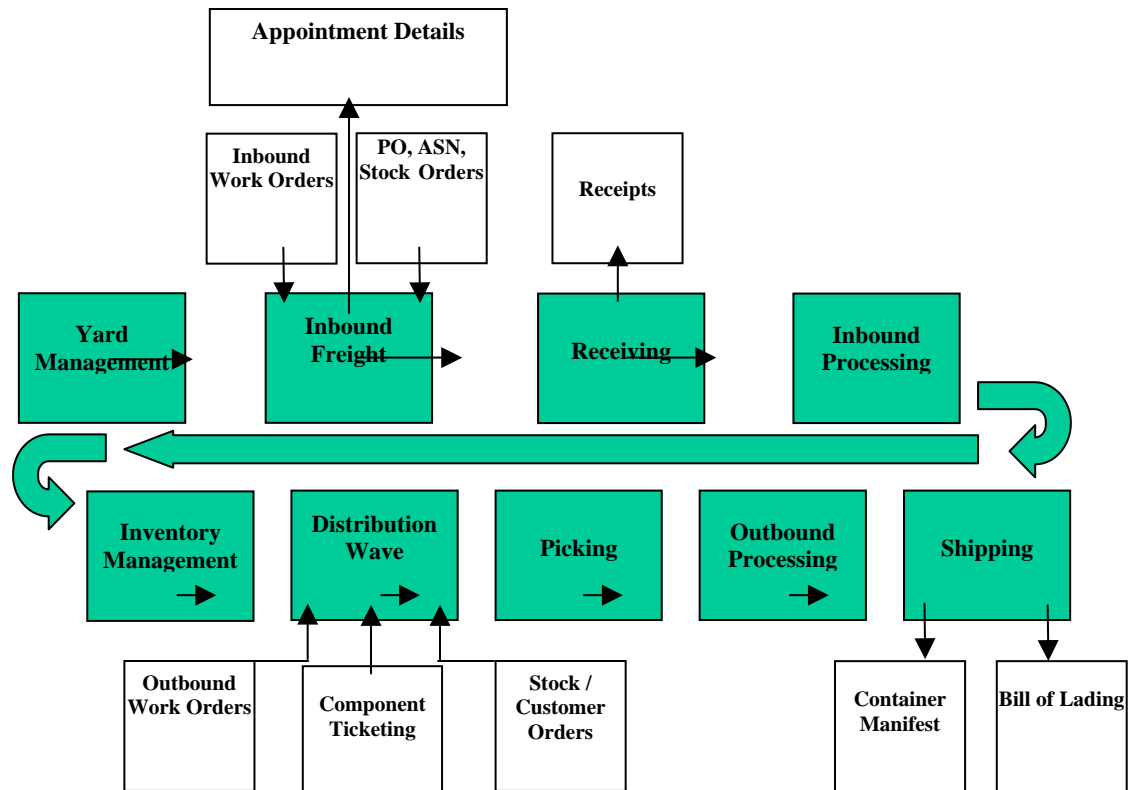 Appointment Details
Inbound
Work Orders
PO, ASN,
Stock Orders
Receipts
Yard
Management
Inbound
Freight
Receiving
Inbound
Processing
Inventory
Management
Distribution
Wave
Picking
Outbound
Processing
Shipping
Outbound
Work Orders
Component
Ticketing
Stock /
Customer
Orders
Container
Manifest
Bill of Lading